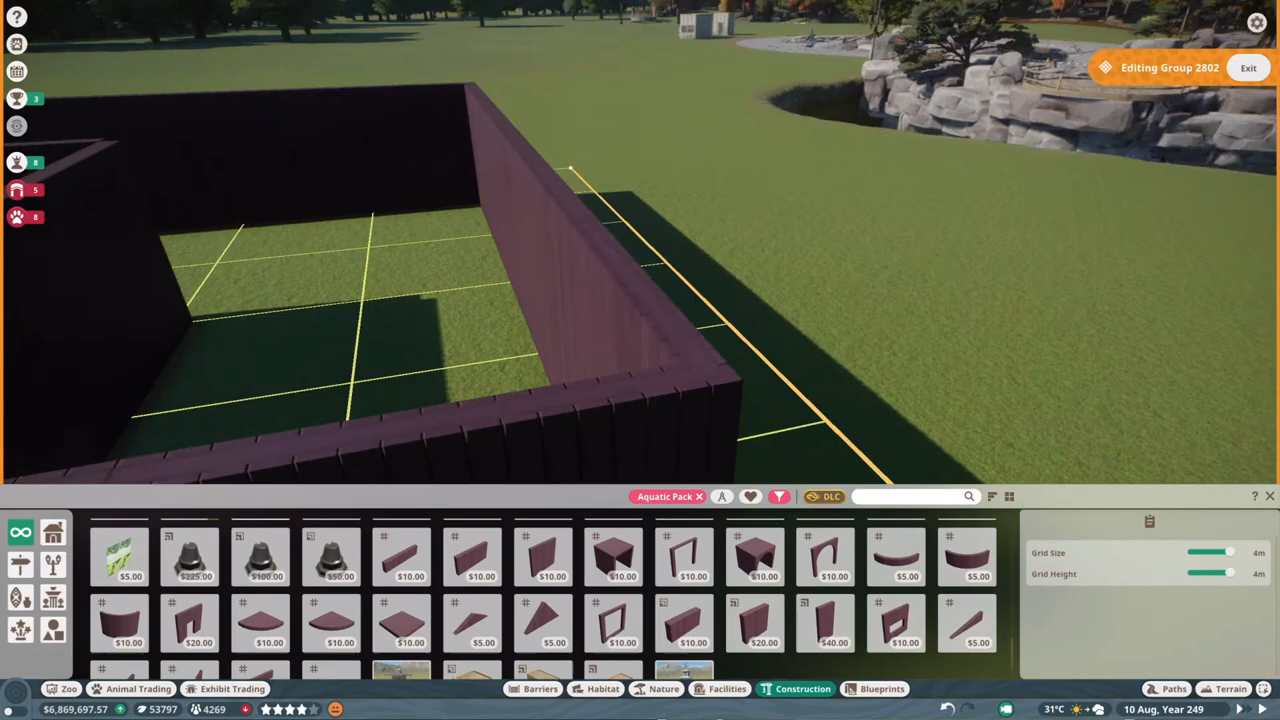 ?
Editing Group 2802 Exit
3
8
5
8
Aquatic Pack × DLC
? ×
$5.00 $225.00 $100.00 $50.00 $10.00 $10.00 $10.00 $10.00 $10.00 $10.00 $10.00 $5.00 $5.00
Grid Size 4m
Grid Height 4m
$10.00 $20.00 $10.00 $10.00 $10.00 $5.00 $5.00 $10.00 $10.00 $20.00 $40.00 $10.00 $5.00
Zoo Animal Trading Exhibit Trading Barriers Habitat Nature Facilities Construction Blueprints Paths Terrain
$6,869,697.57 53797 4269 31°C 10 Aug, Year 249